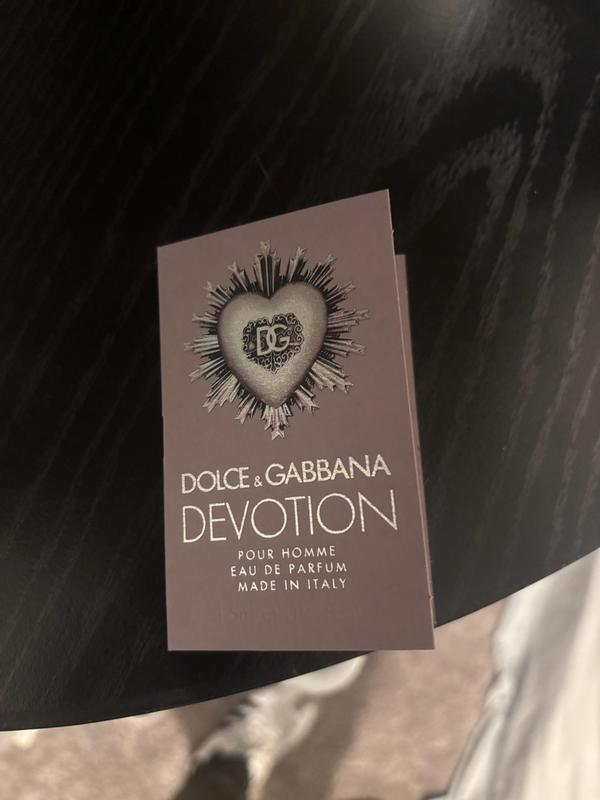 DG
DOLCE & GABBANA
DEVOTION
POUR HOMME
EAU DE PARFUM
MADE IN ITALY